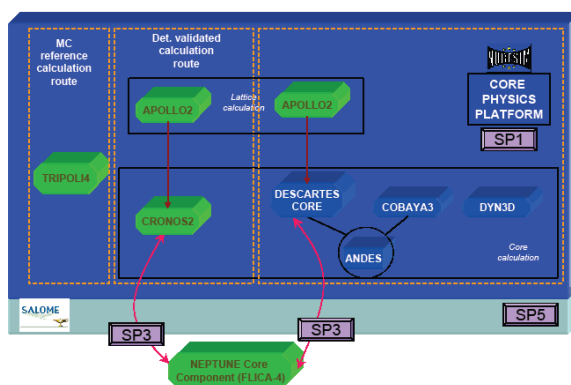 MC
reference
calculation
route
Det. validated
calculation
route
NURESIM
CORE
PHYSICS
PLATFORM
SP1
APOLLO2
Lattice
calculation
APOLLO2
TRIPOLI4
CRONOS2
DESCARTES
CORE
COBAYA3
DYN3D
ANDES
Core
calculation
SALOME
SP5
SP3
SP3
NEPTUNE Core
Component (FLICA-4)